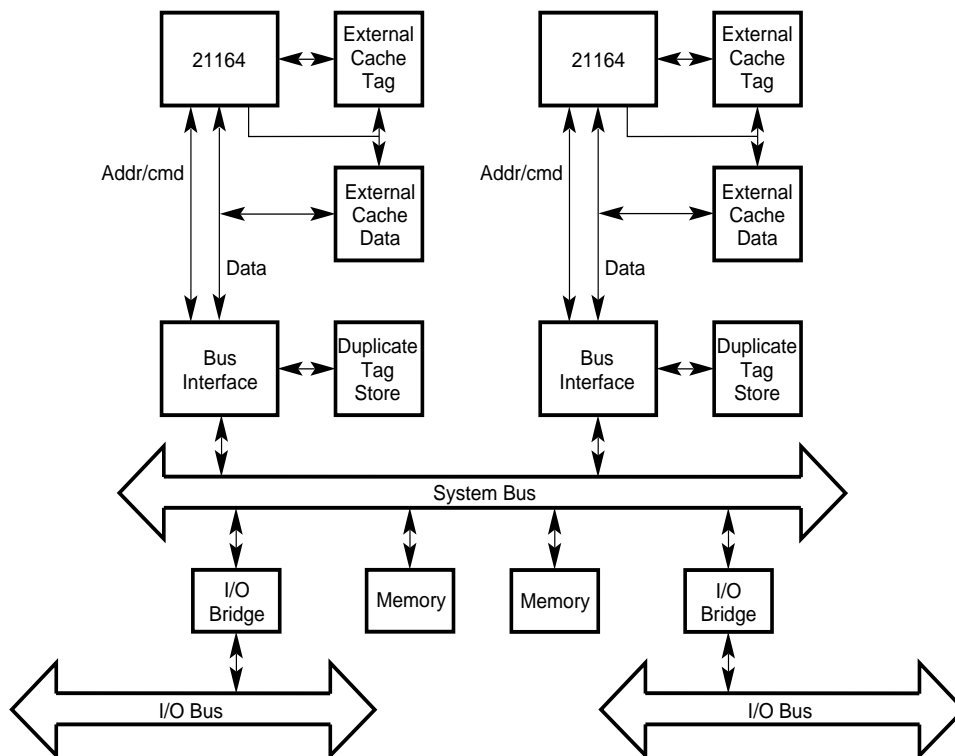 21164
External
Cache
Tag
21164
External
Cache
Tag
Addr/cmd
External
Cache
Data
Addr/cmd
External
Cache
Data
Data
Data
Bus
Interface
Duplicate
Tag
Store
Bus
Interface
Duplicate
Tag
Store
System Bus
I/O
Bridge
Memory
Memory
I/O
Bridge
I/O Bus
I/O Bus